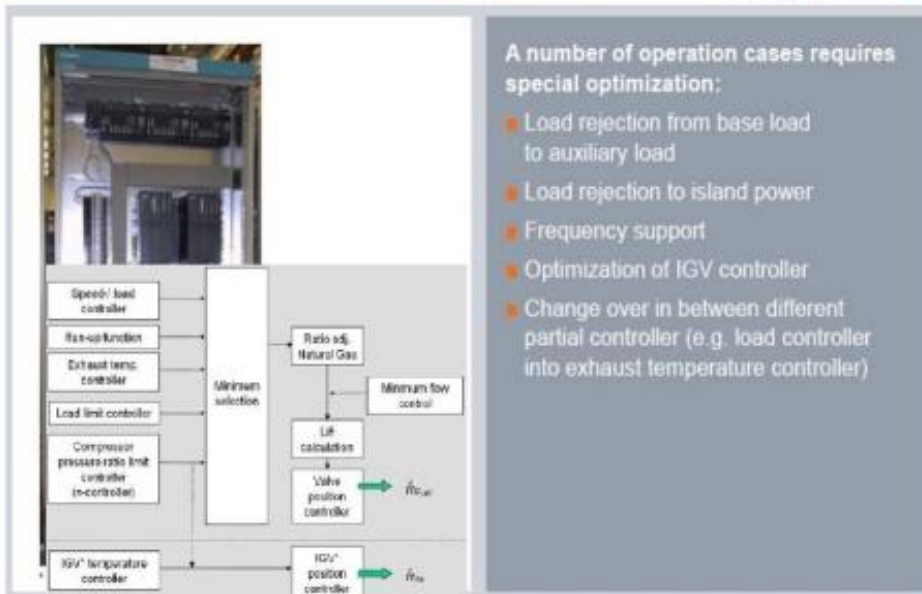 A number of operation cases requires
special optimization:
Load rejection from base load
to auxiliary load
Load rejection to island power
Frequency support
Optimization of IGV controller
Change over in between different
partial controller (e.g. load controller
into exhaust temperature controller)
Speed-/ load
controller
Run-up function
Exhaust temp.
controller
Load limit controller
Compressor
pressure-ratio limit
controller
Minimum
selection
Ratio adj.
Natural Gas
Minimum flow
control
Lift
calculation
Valve
position
controller
IGV* temperature
controller
IGV*
position
controller